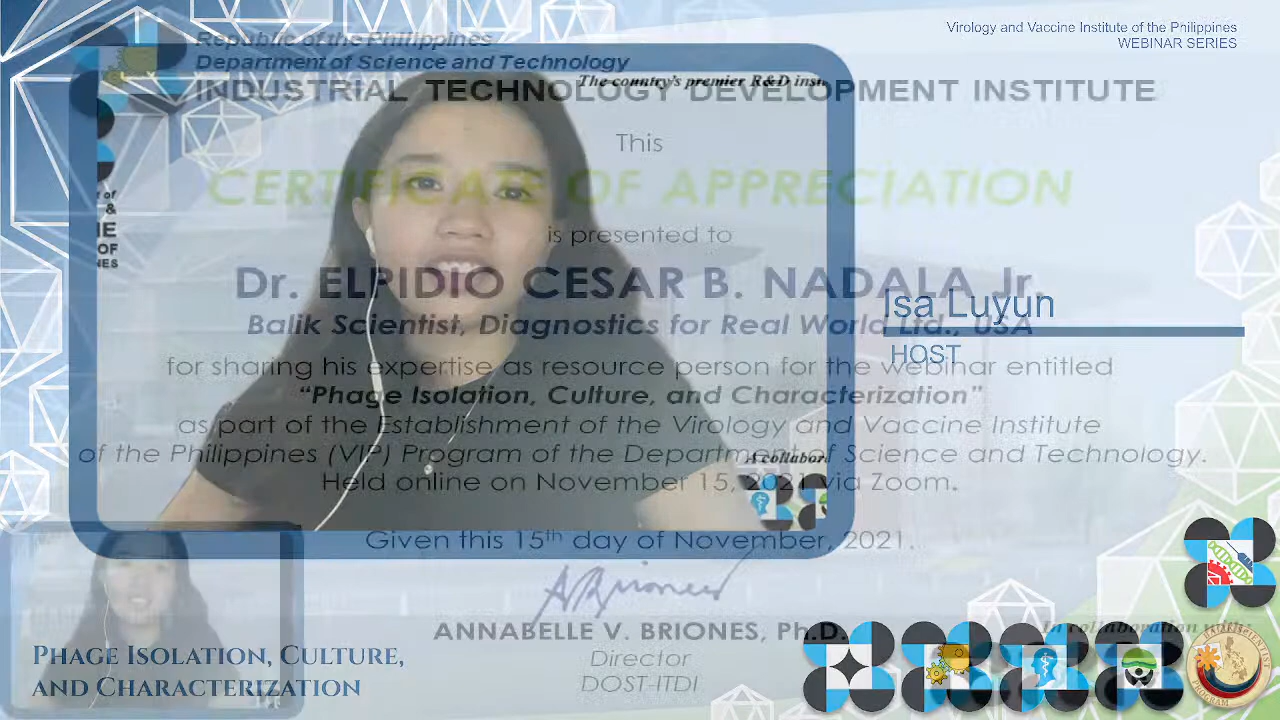 Virology and Vaccine Institute of the Philippines
WEBINAR SERIES
Republic of the Philippines
Department of Science and Technology
The country's premier R&D
INDUSTRIAL TECHNOLOGY DEVELOPMENT INSTITUTE
This
CERTIFICATE OF APPRECIATION
is presented to
Dr. ELPIDIO CESAR B. NADALA, Jr.
Isa Luyun
Balik Scientist, Diagnostics for Real World Ltd., USA
HOST
for sharing his expertise as resource person for the webinar entitled
“Phage Isolation, Culture, and Characterization”
as part of the Establishment of the Virology and Vaccine Institute
of the Philippines (VIP) Program of the Department of Science and Technology.
Held online on November 15, 2021 via Zoom.
Given this 15th day of November, 2021.
ANNABELLE V. BRIONES, Ph.D.
Director
DOST-ITDI
In collaboration with:
PHAGE ISOLATION, CULTURE,
AND CHARACTERIZATION